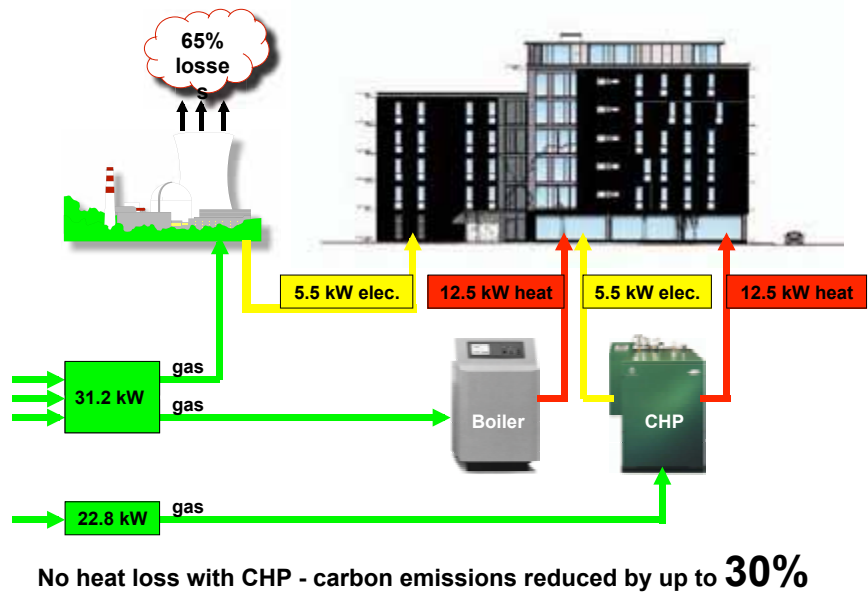 65%
losse
s
5.5 kW elec.
12.5 kW heat
5.5 kW elec.
12.5 kW heat
gas
31.2 kW
gas
Boiler
CHP
gas
22.8 kW
No heat loss with CHP - carbon emissions reduced by up to 30%